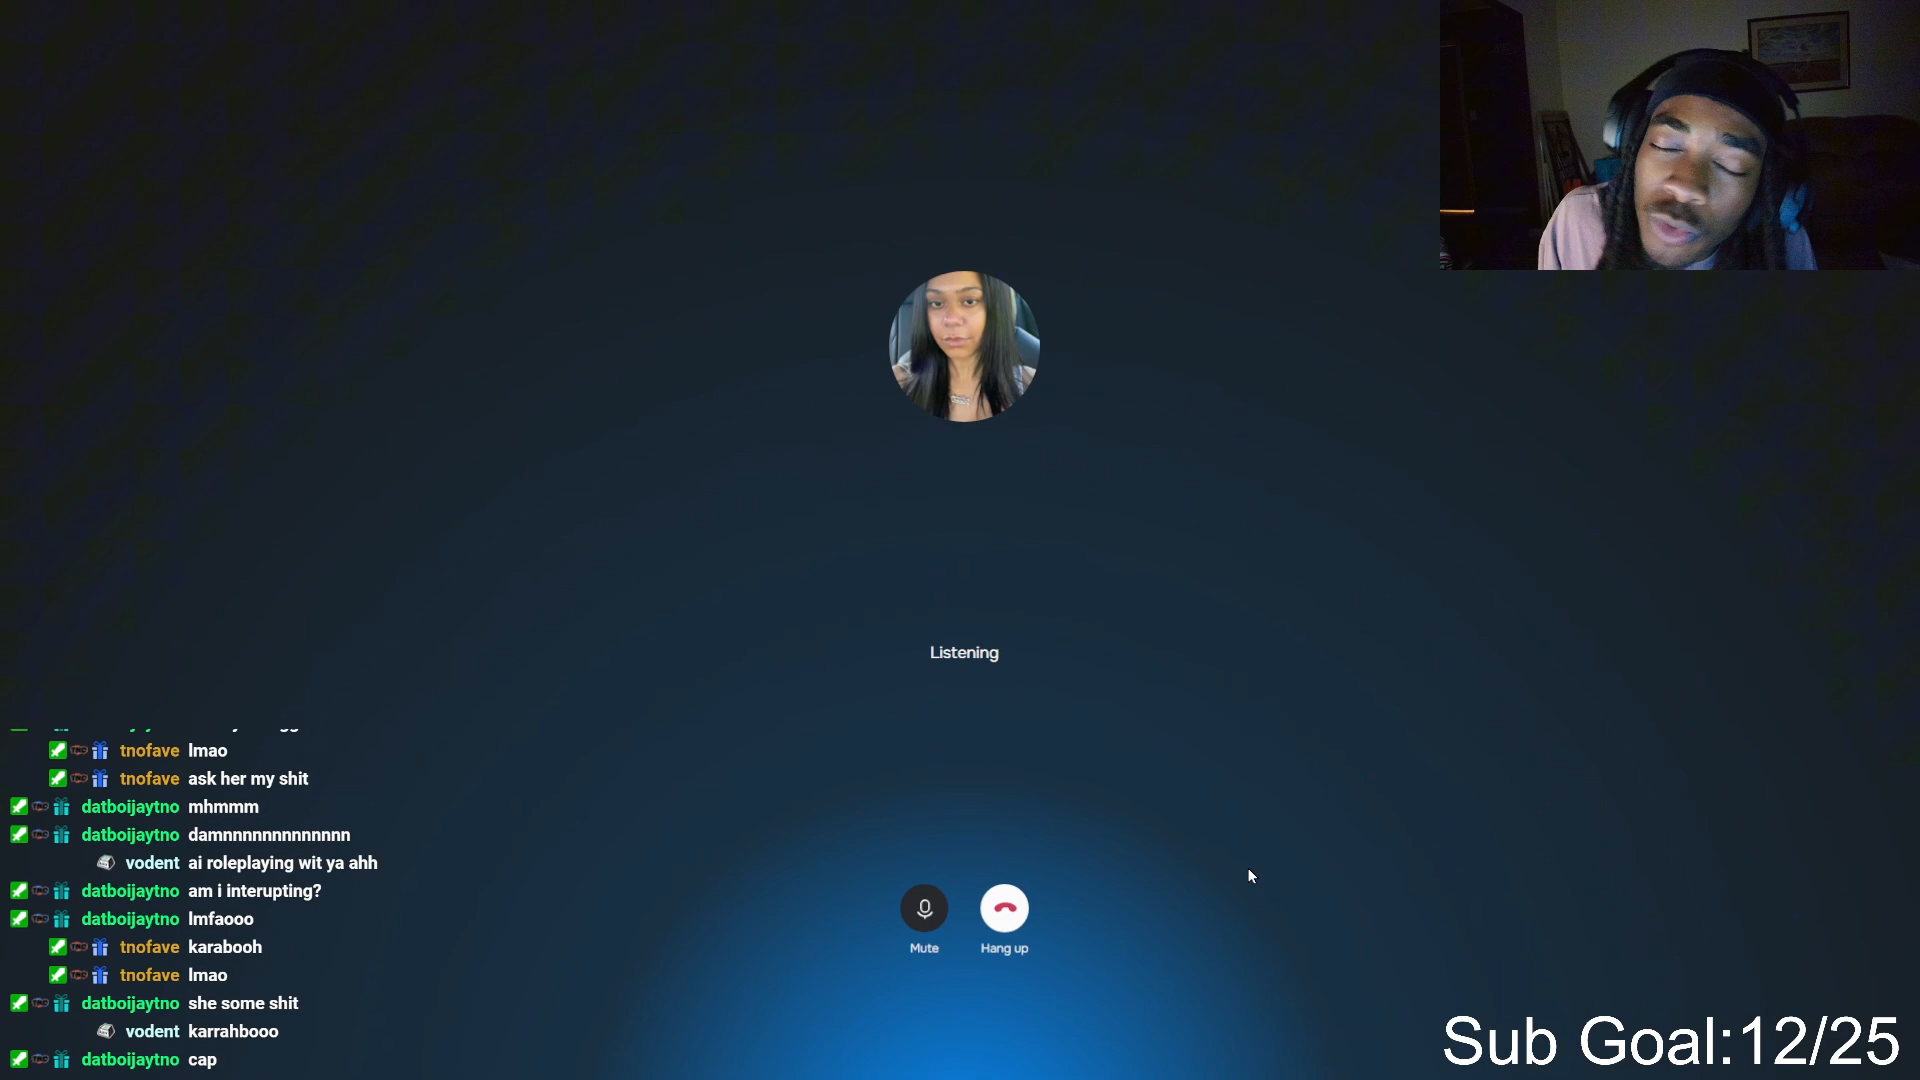 Listening
tnofave lmao
tnofave ask her my shit
datboijaytno mhmmm
datboijaytno damnnnnnnnnnnnnn
vodent ai roleplaying wit ya ahh
datboijaytno am i interupting?
datboijaytno lmfaooo
tnofave karabooh
tnofave lmao
datboijaytno she some shit
vodent karrahbooo
datboijaytno cap
Mute
Hang up
Sub Goal:12/25